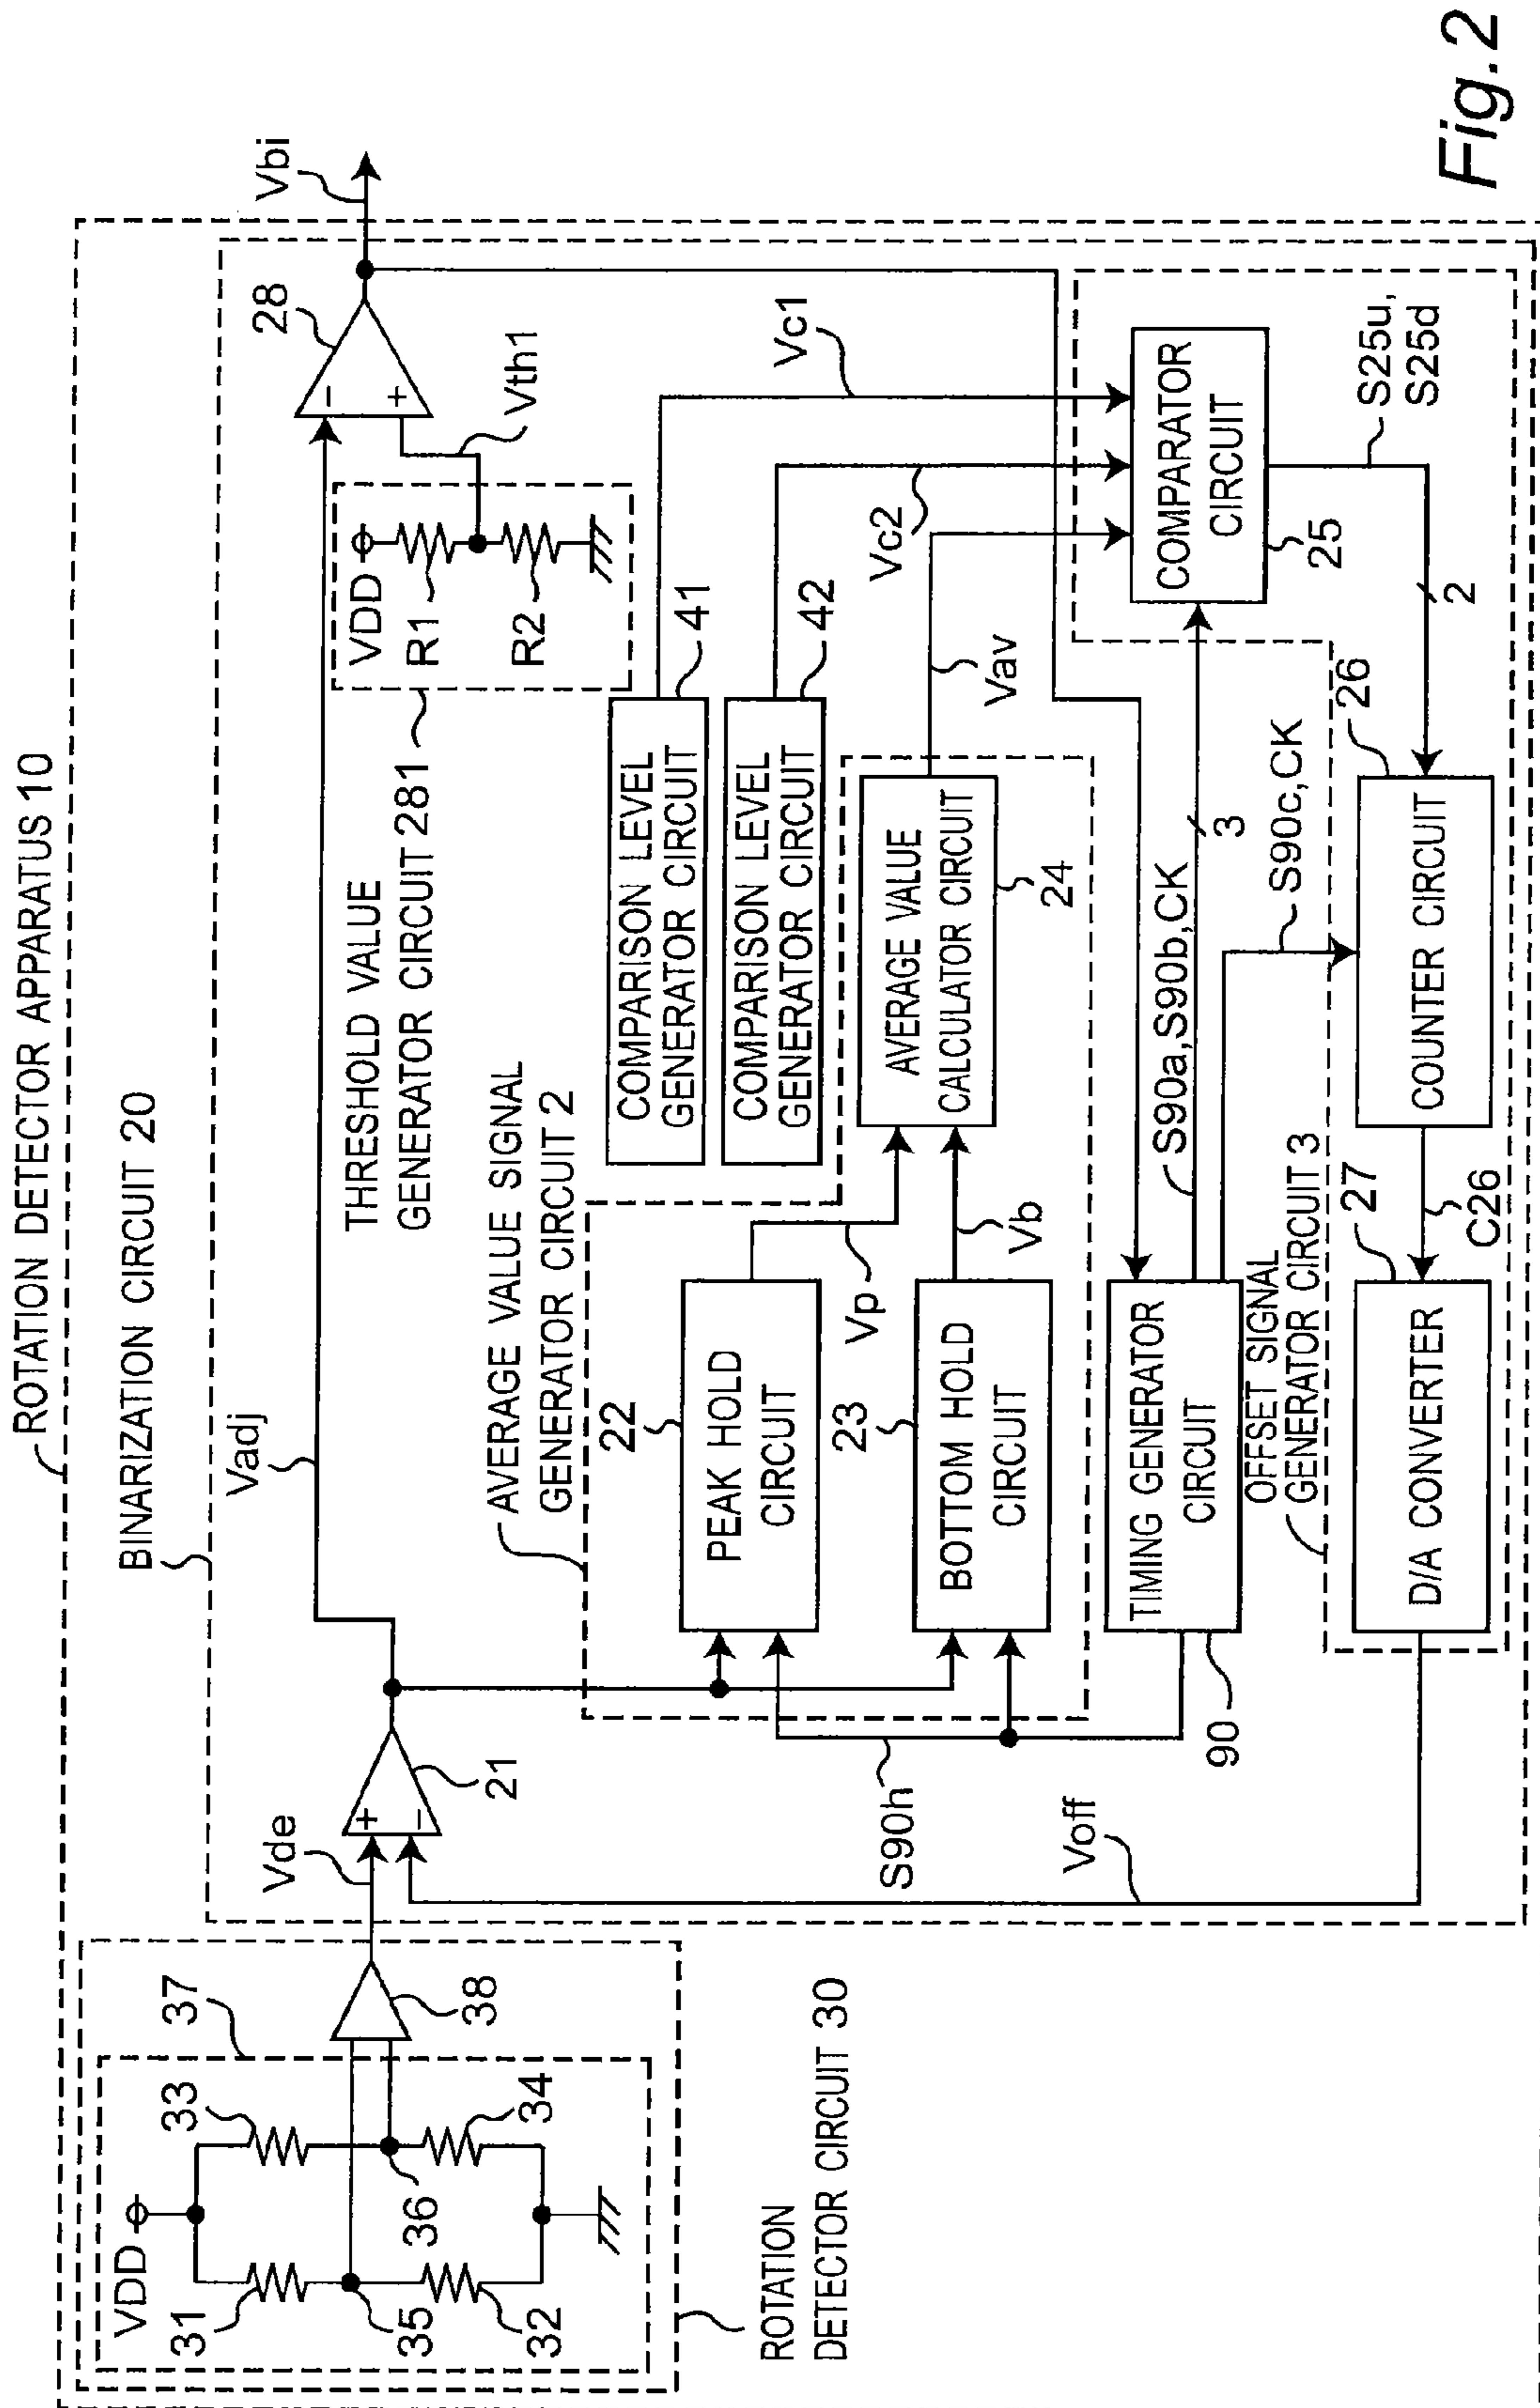 ROTATION DETECTOR APPARATUS 10
BINARIZATION CIRCUIT 20
37
VDD
31
33
35
36
32
34
38
ROTATION
DETECTOR CIRCUIT 30
Vde
21
Vadj
28
Vbi
Vth1
VDD
R1
R2
THRESHOLD VALUE
GENERATOR CIRCUIT 281
AVERAGE VALUE SIGNAL
GENERATOR CIRCUIT 2
22
PEAK HOLD
CIRCUIT
23
BOTTOM HOLD
CIRCUIT
Vp
Vb
COMPARISON LEVEL
GENERATOR CIRCUIT
41
COMPARISON LEVEL
GENERATOR CIRCUIT
42
AVERAGE VALUE
CALCULATOR CIRCUIT
24
Vc1
Vc2
Vav
COMPARATOR
CIRCUIT
25
S90h
TIMING GENERATOR
CIRCUIT
90
S90a,S90b,CK
3
S90c,CK
S25u,
S25d
2
OFFSET SIGNAL
GENERATOR CIRCUIT 3
Voff
D/A CONVERTER
27
C26
COUNTER CIRCUIT
26
Fig.2